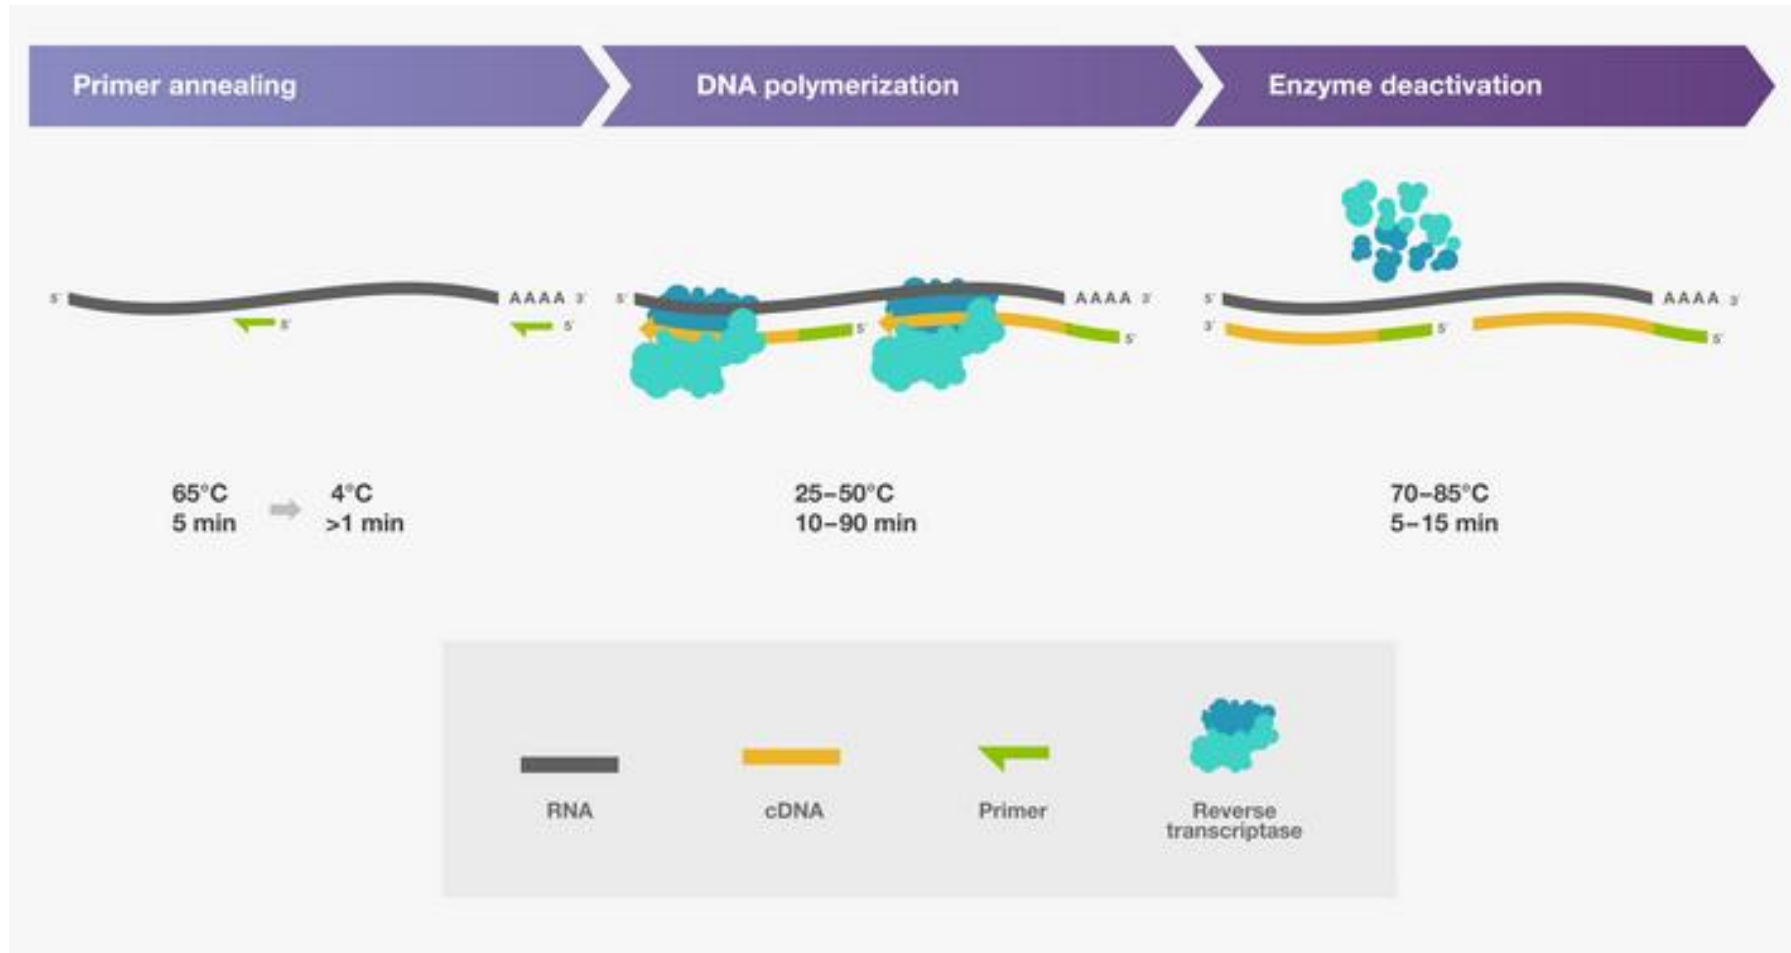 Primer annealing
DNA polymerization
Enzyme deactivation
5′
AAAA 3′
5′
5′
5′
AAAA 3′
5′
5′
5′
AAAA 3′
3′
5′
5′
65°C
5 min
4°C
>1 min
25–50°C
10–90 min
70–85°C
5–15 min
RNA
cDNA
Primer
Reverse
transcriptase